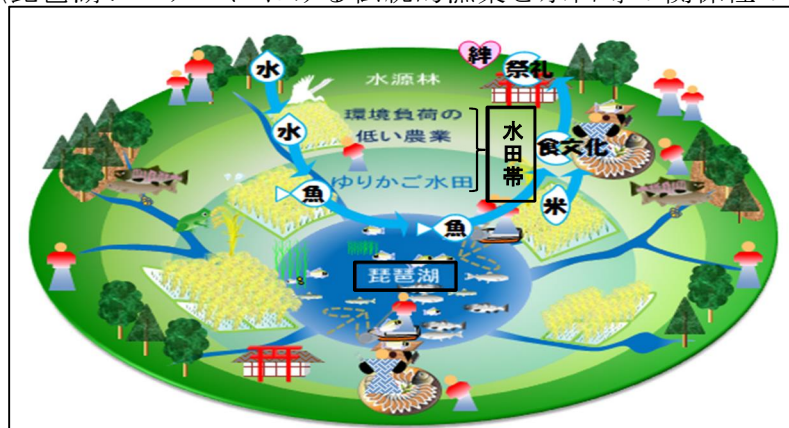 絆
祭礼
水
水源林
水
環境負荷の
低い農業
水田帯
食文化
ゆりかご水田
魚
米
魚
琵琶湖